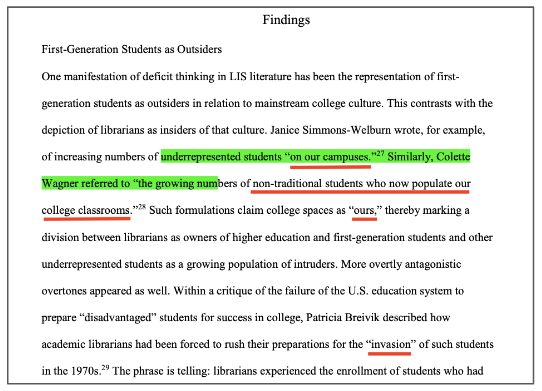 Findings
First-Generation Students as Outsiders
One manifestation of deficit thinking in LIS literature has been the representation of first-
generation students as outsiders in relation to mainstream college culture. This contrasts with the
depiction of librarians as insiders of that culture. Janice Simmons-Welburn wrote, for example,
of increasing numbers of underrepresented students “on our campuses.”27 Similarly, Colette
Wagner referred to “the growing numbers of non-traditional students who now populate our
college classrooms.”28 Such formulations claim college spaces as “ours,” thereby marking a
division between librarians as owners of higher education and first-generation students and other
underrepresented students as a growing population of intruders. More overtly antagonistic
overtones appeared as well. Within a critique of the failure of the U.S. education system to
prepare “disadvantaged” students for success in college, Patricia Breivik described how
academic librarians had been forced to rush their preparations for the “invasion” of such students
in the 1970s.29 The phrase is telling: librarians experienced the enrollment of students who had